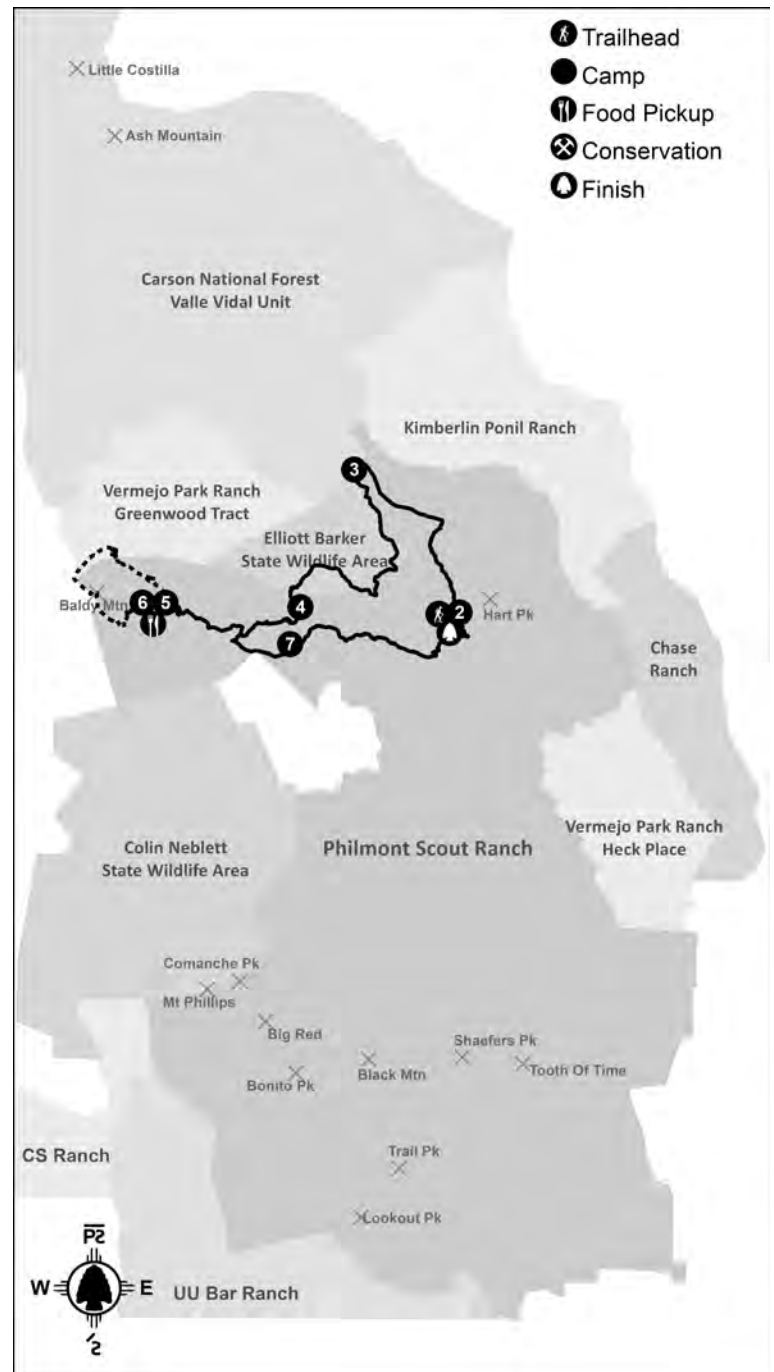 Trailhead
Camp
Food Pickup
Conservation
Finish
Little Costilla
Ash Mountain
Carson National Forest
Valle Vidal Unit
Kimberlin Ponil Ranch
3
Vermejo Park Ranch
Greenwood Tract
Elliott Barker
State Wildlife Area
Baldy Mtn
6
5
4
2
Hart Pk
7
Chase
Ranch
Colin Neblett
State Wildlife Area
Philmont Scout Ranch
Vermejo Park Ranch
Heck Place
Comanche Pk
Mt Phillips
Big Red
Bonito Pk
Black Mtn
Shaefers Pk
Tooth Of Time
CS Ranch
Trail Pk
Lookout Pk
W
E
UU Bar Ranch